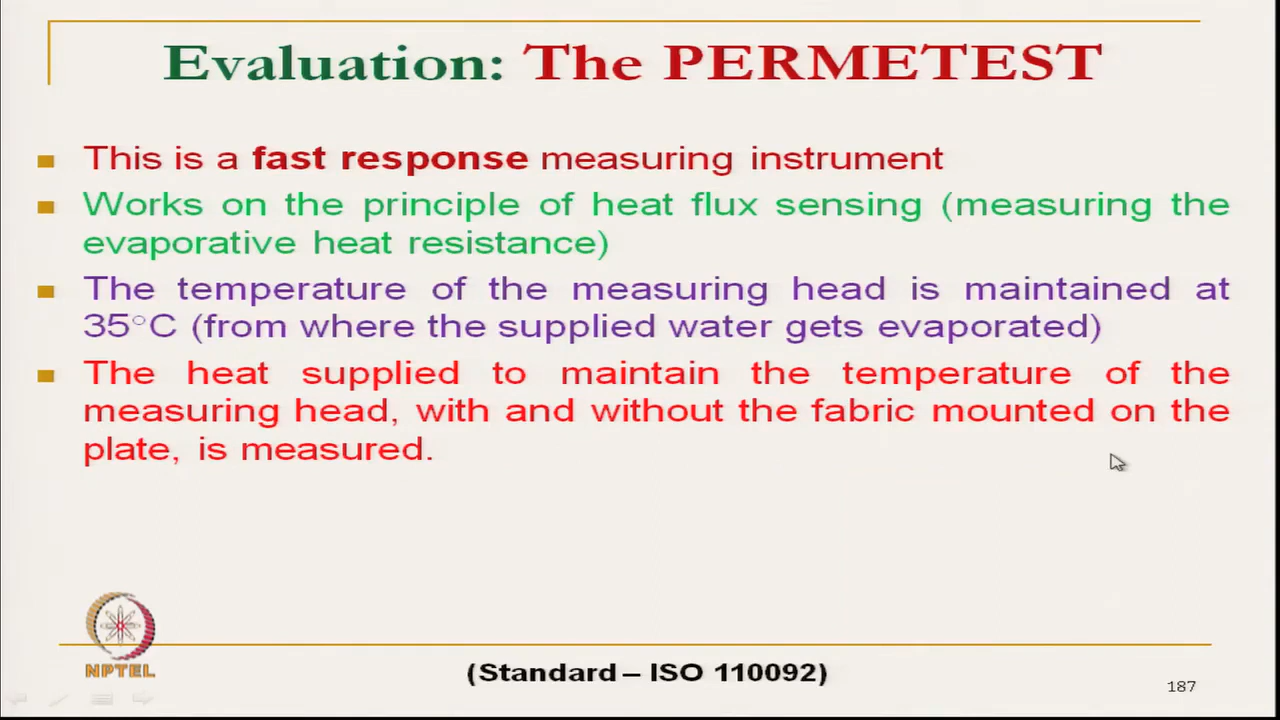 Evaluation: The PERMETEST
This is a fast response measuring instrument
Works on the principle of heat flux sensing (measuring the
evaporative heat resistance)
The temperature of the measuring head is maintained at
35°C (from where the supplied water gets evaporated)
The heat supplied to maintain the temperature of the
measuring head, with and without the fabric mounted on the
plate, is measured.
NPTEL
(Standard – ISO 110092)
187